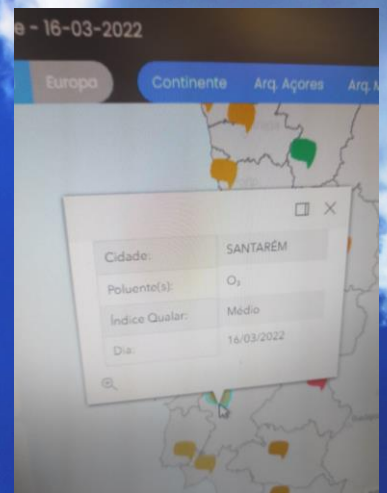 e - 16-03-2022
Europa Continente Arq. Açores Arq. M
Cidade: SANTARÉM
Poluente(s): O₃
Índice Qualar: Médio
Dia: 16/03/2022